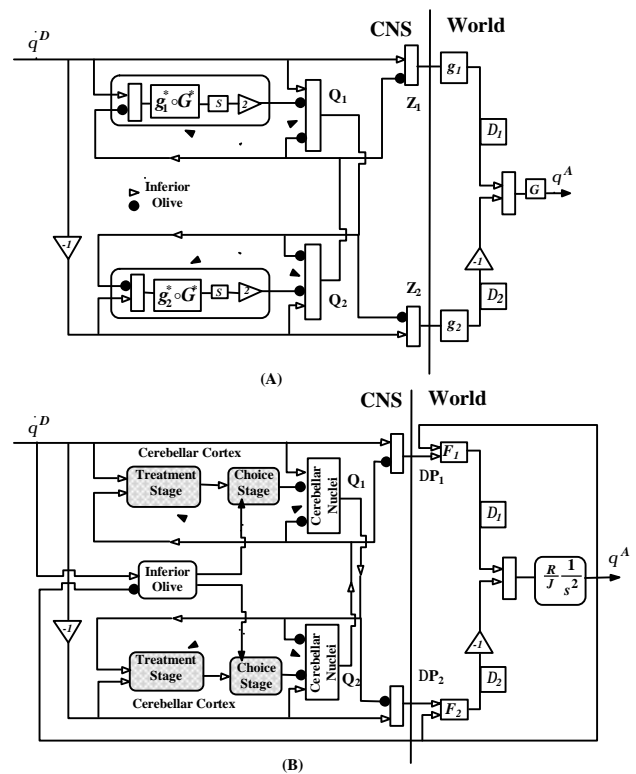 CNS World
q̇ᴰ
g₁* ∘ G* s 2
Q₁
Z₁
g₁
D₁
Inferior
Olive
G qᴬ
-1
-1
g₂* ∘ G* s 2
Q₂
Z₂
D₂
g₂
(A)
CNS World
q̇ᴰ
Cerebellar Cortex
Treatment
Stage
Choice
Stage
Cerebellar
Nuclei
Q₁
DP₁
F₁
D₁
Inferior
Olive
R/J 1/s²
qᴬ
-1
-1
Treatment
Stage
Choice
Stage
Cerebellar
Nuclei
Q₂
Cerebellar Cortex
DP₂
D₂
F₂
(B)